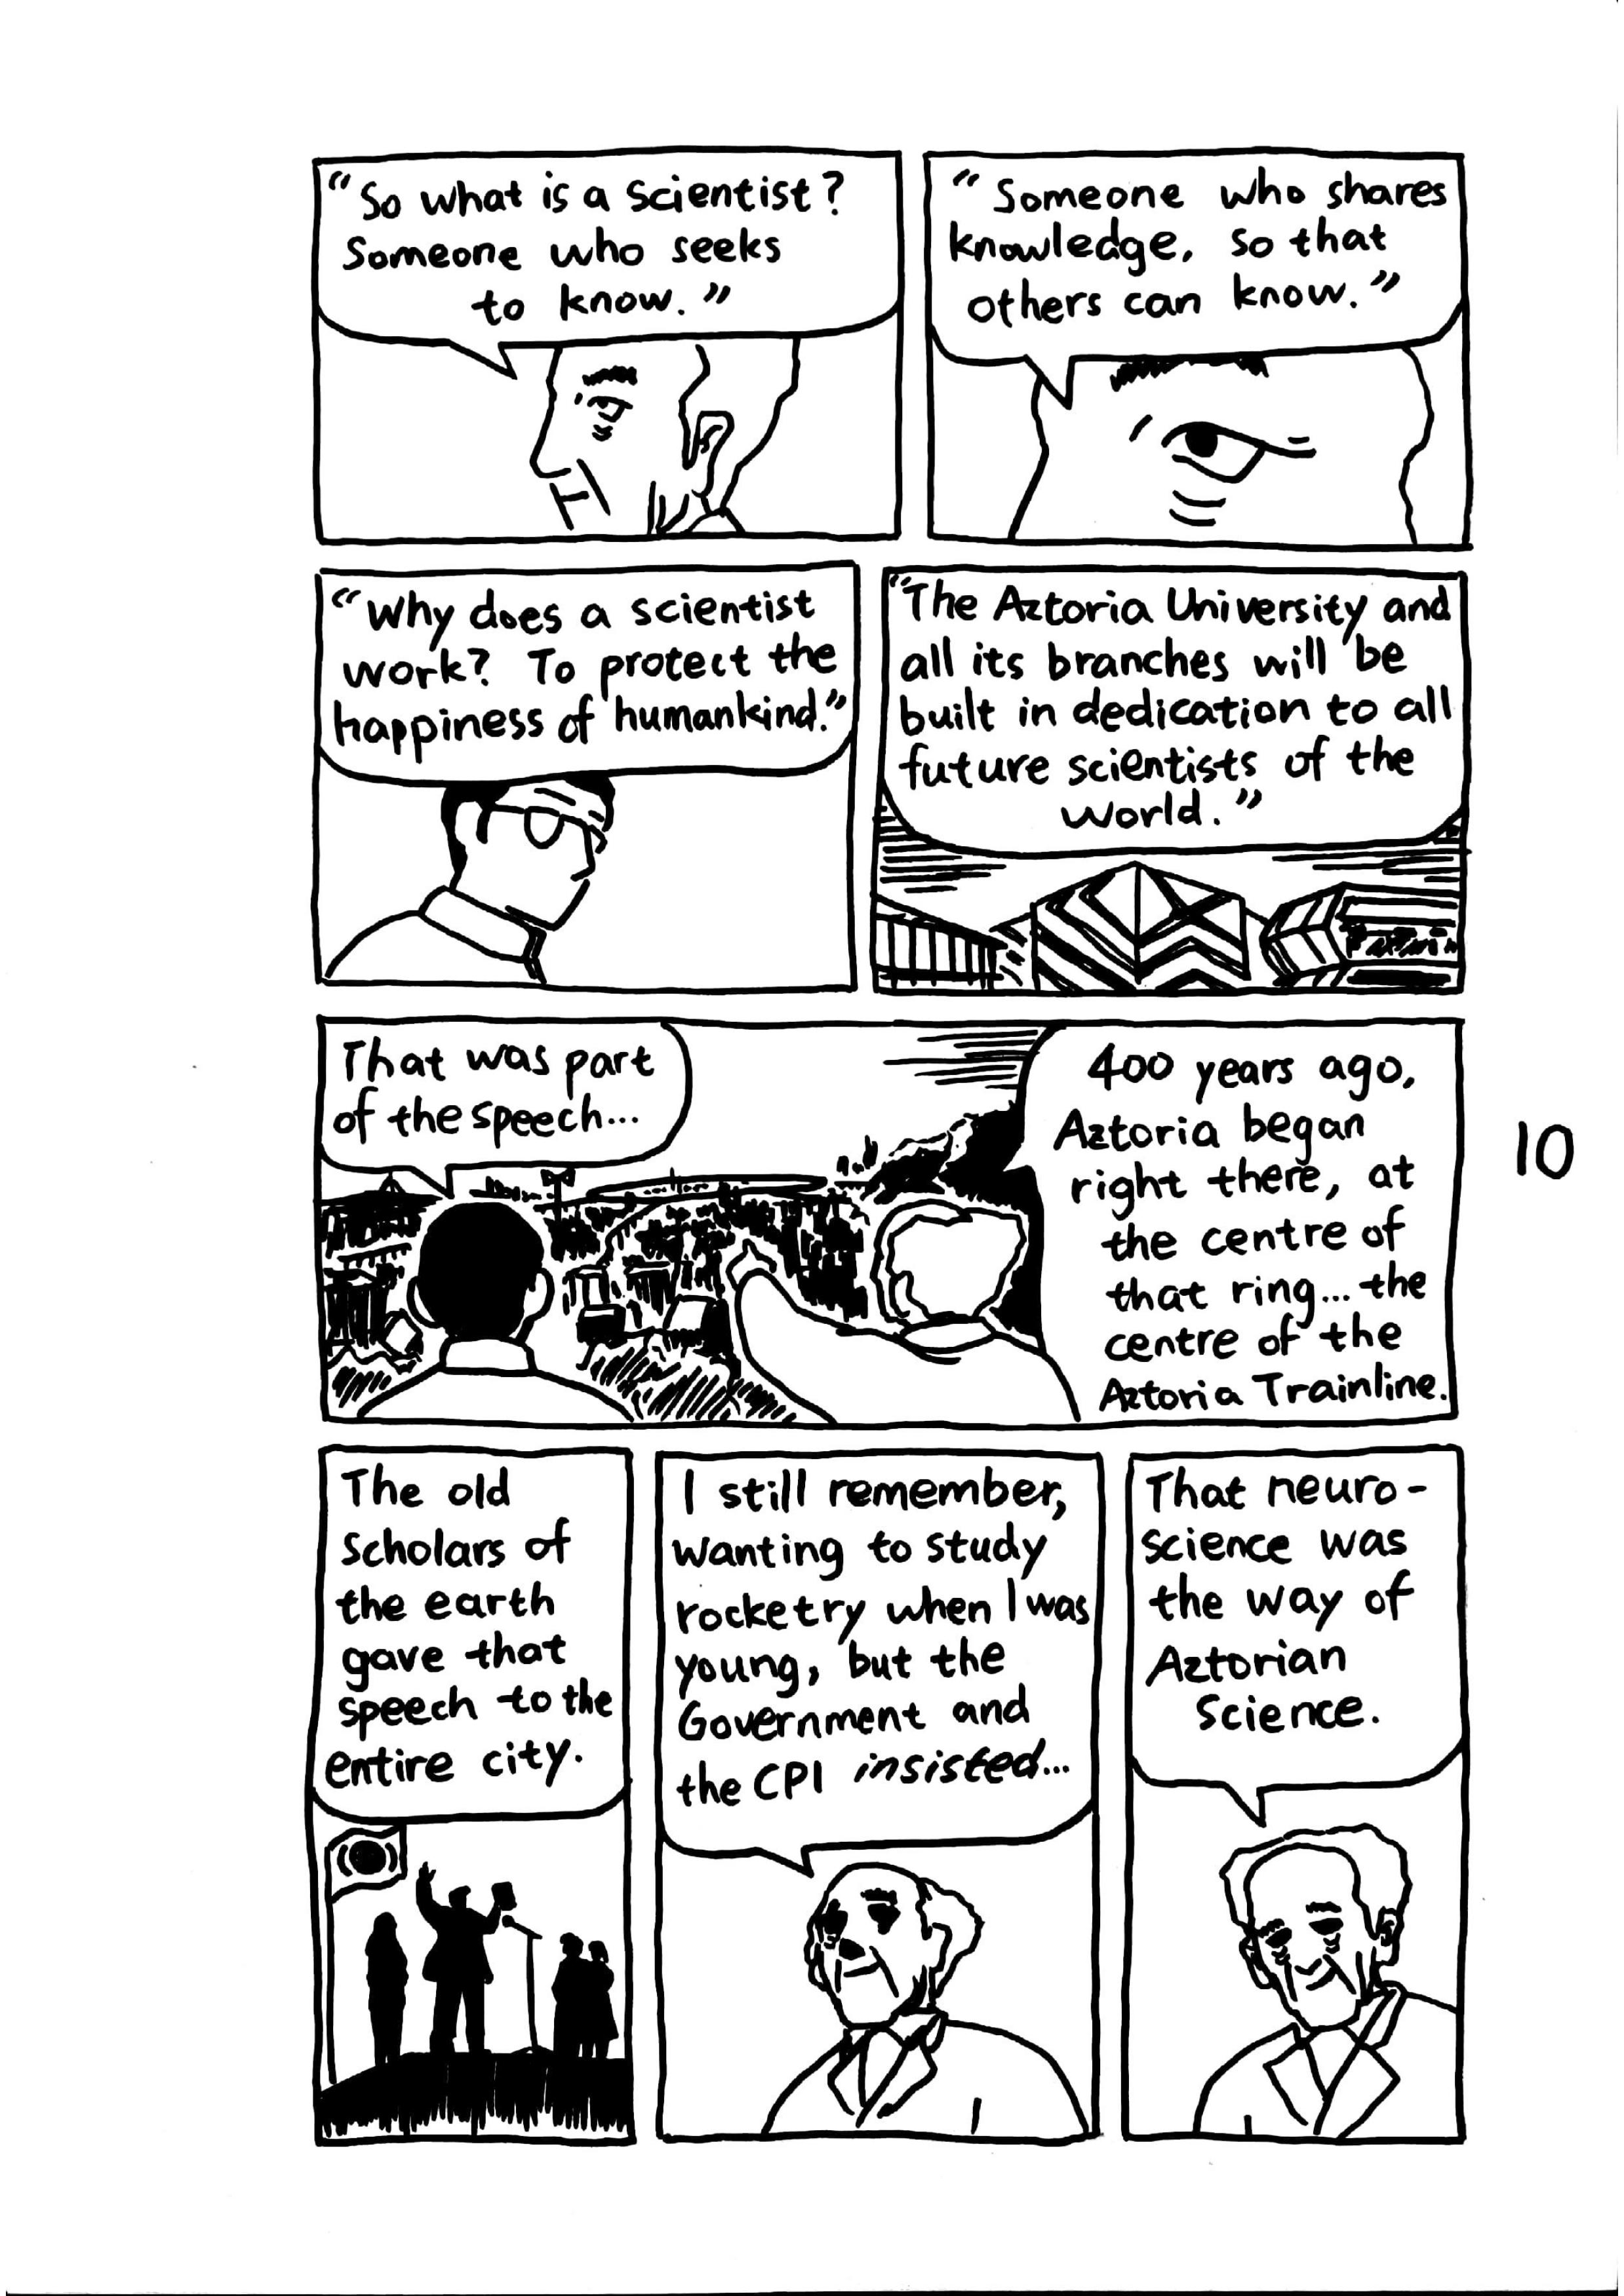 “So what is a scientist?
Someone who seeks
to know.”
“Someone who shares
knowledge, so that
others can know.”
“Why does a scientist
work? To protect the
happiness of humankind.”
“The Aztoria University and
all its branches will be
built in dedication to all
future scientists of the
world.”
That was part
of the speech...
400 years ago,
Aztoria began
right there, at
the centre of
that ring... the
centre of the
Aztoria Trainline.
10
The old
scholars of
the earth
gave that
speech to the
entire city.
I still remember,
wanting to study
rocketry when I was
young, but the
Government and
the CPI insisted...
That neuro-
science was
the way of
Aztorian
Science.